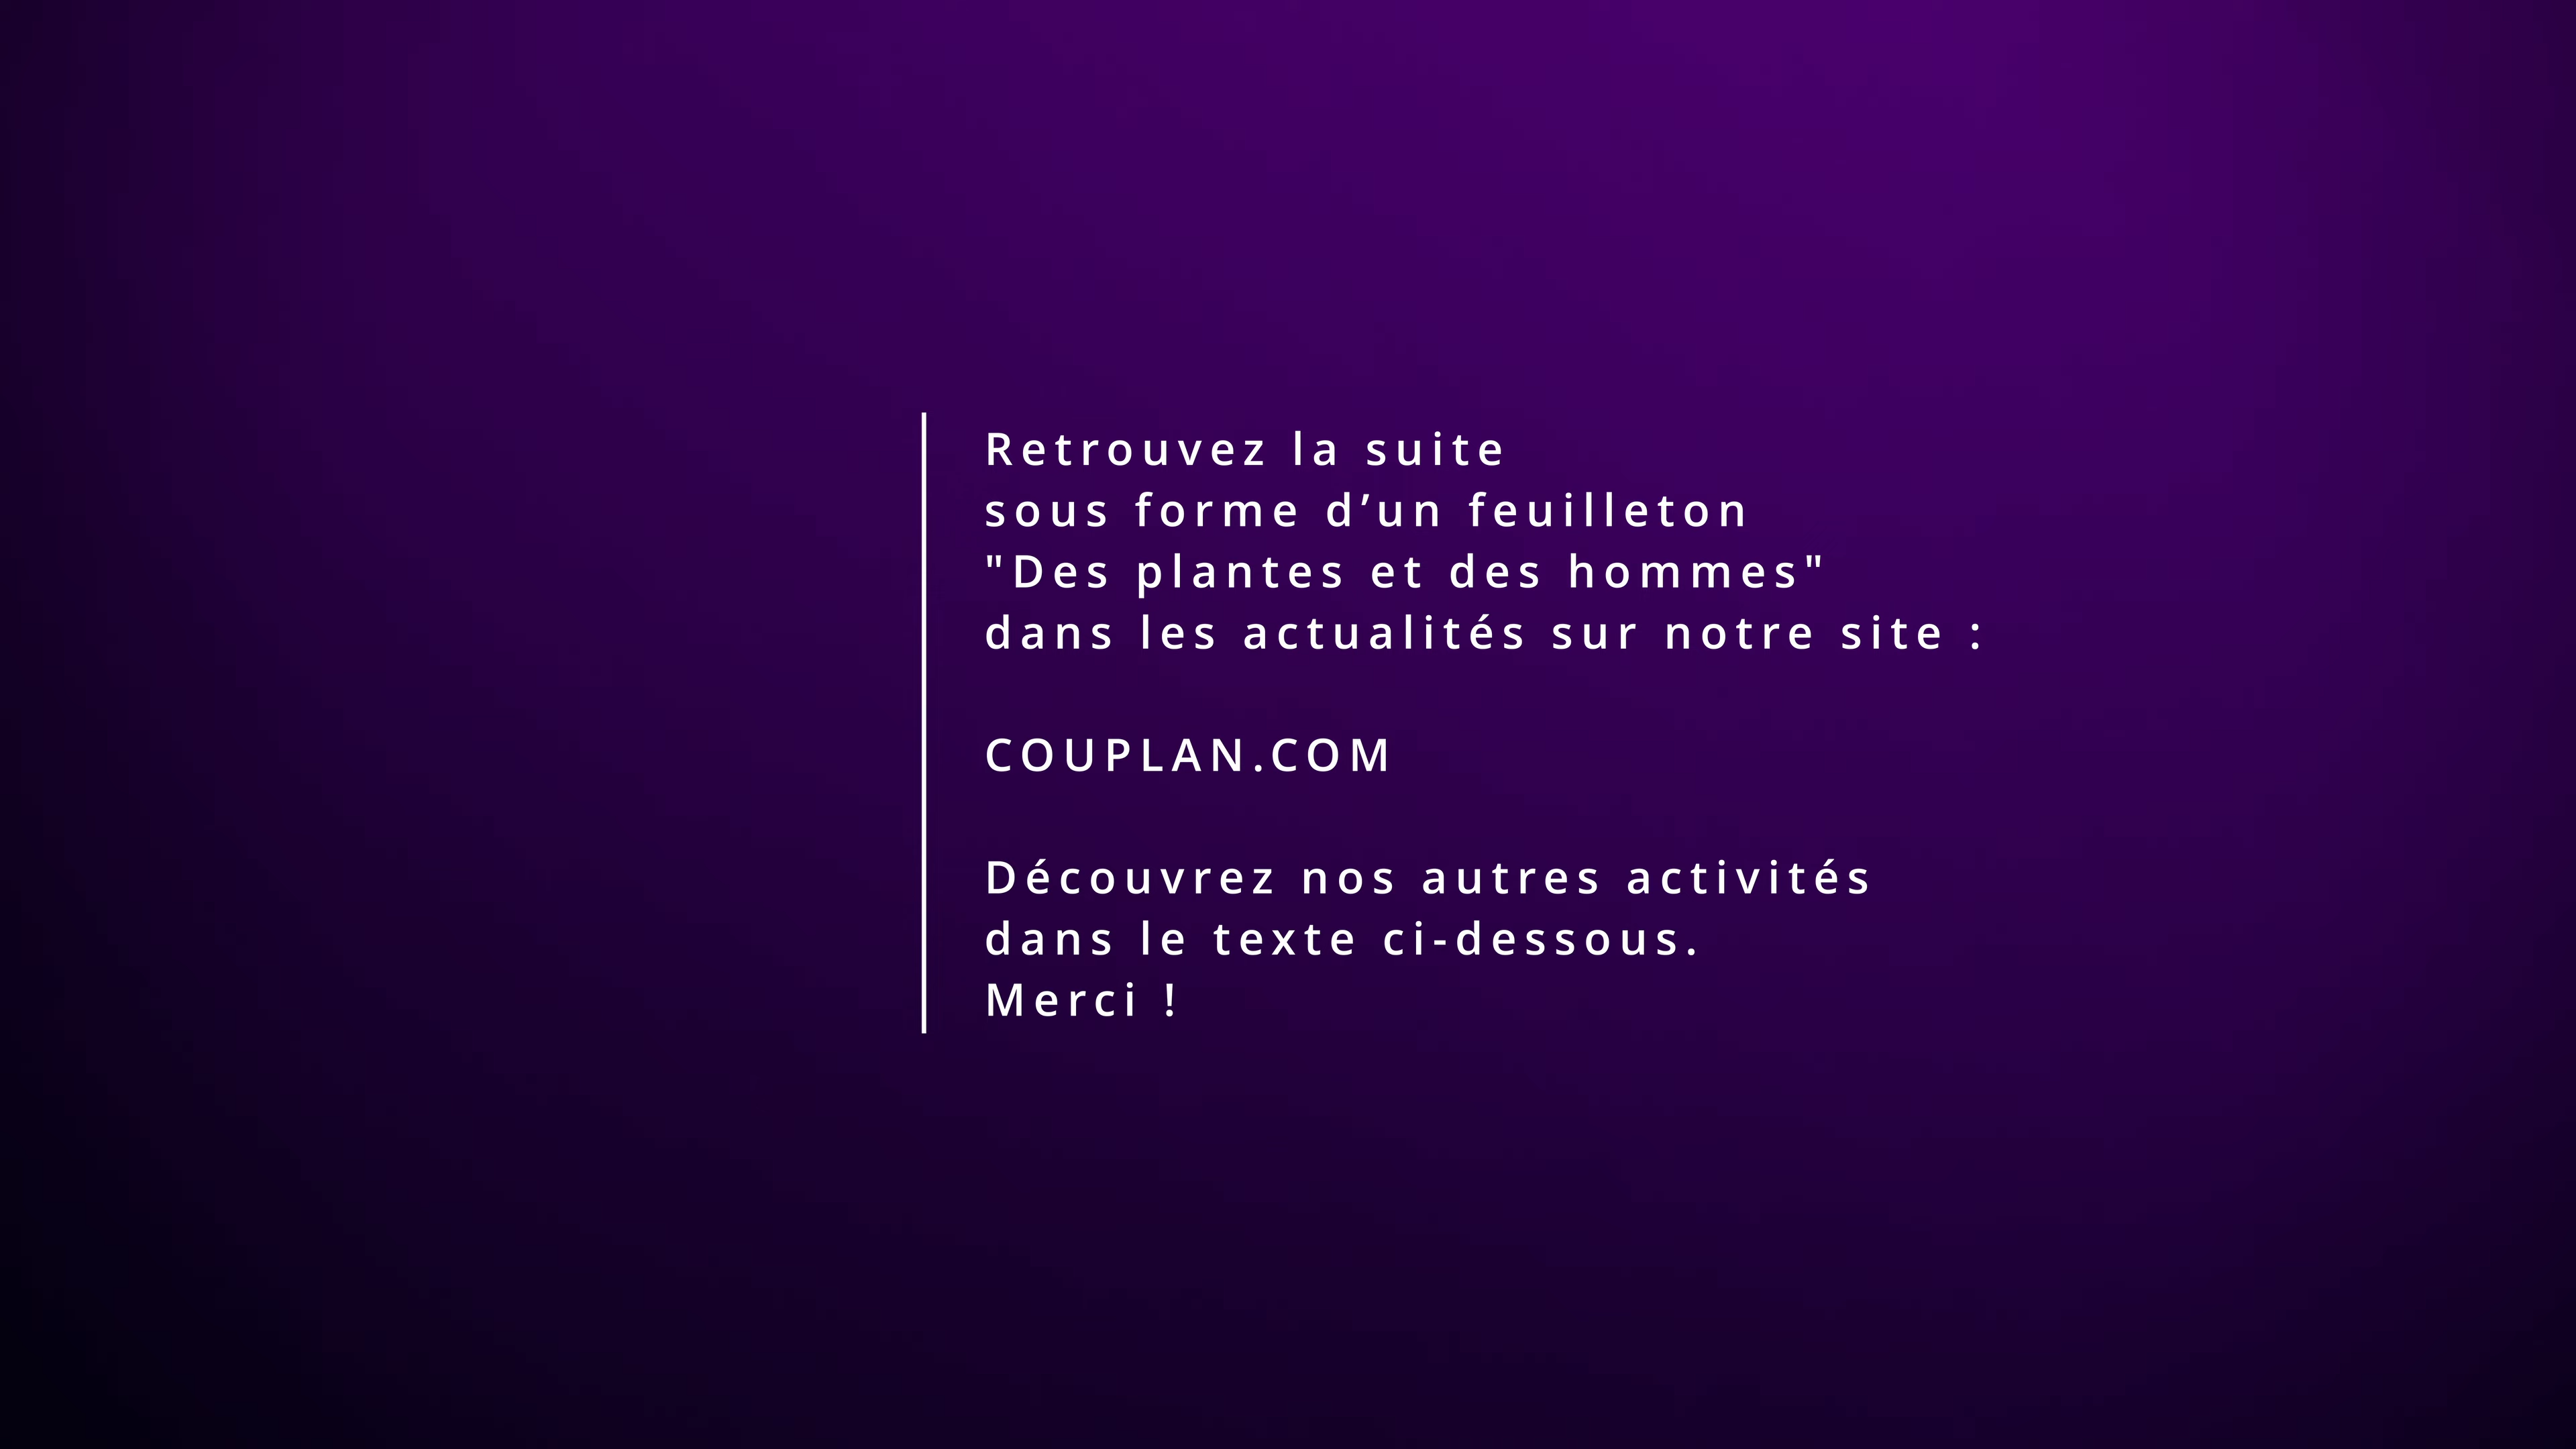 Retrouvez la suite
sous forme d’un feuilleton
"Des plantes et des hommes"
dans les actualités sur notre site :
COUPLAN.COM
Découvrez nos autres activités
dans le texte ci-dessous.
Merci !